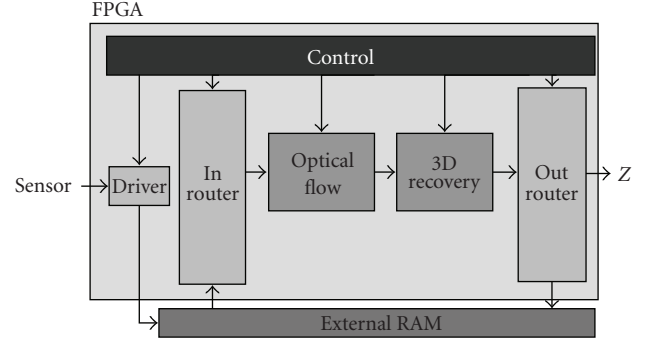 FPGA
Control
Sensor
Driver
In
router
Optical
flow
3D
recovery
Out
router
Z
External RAM